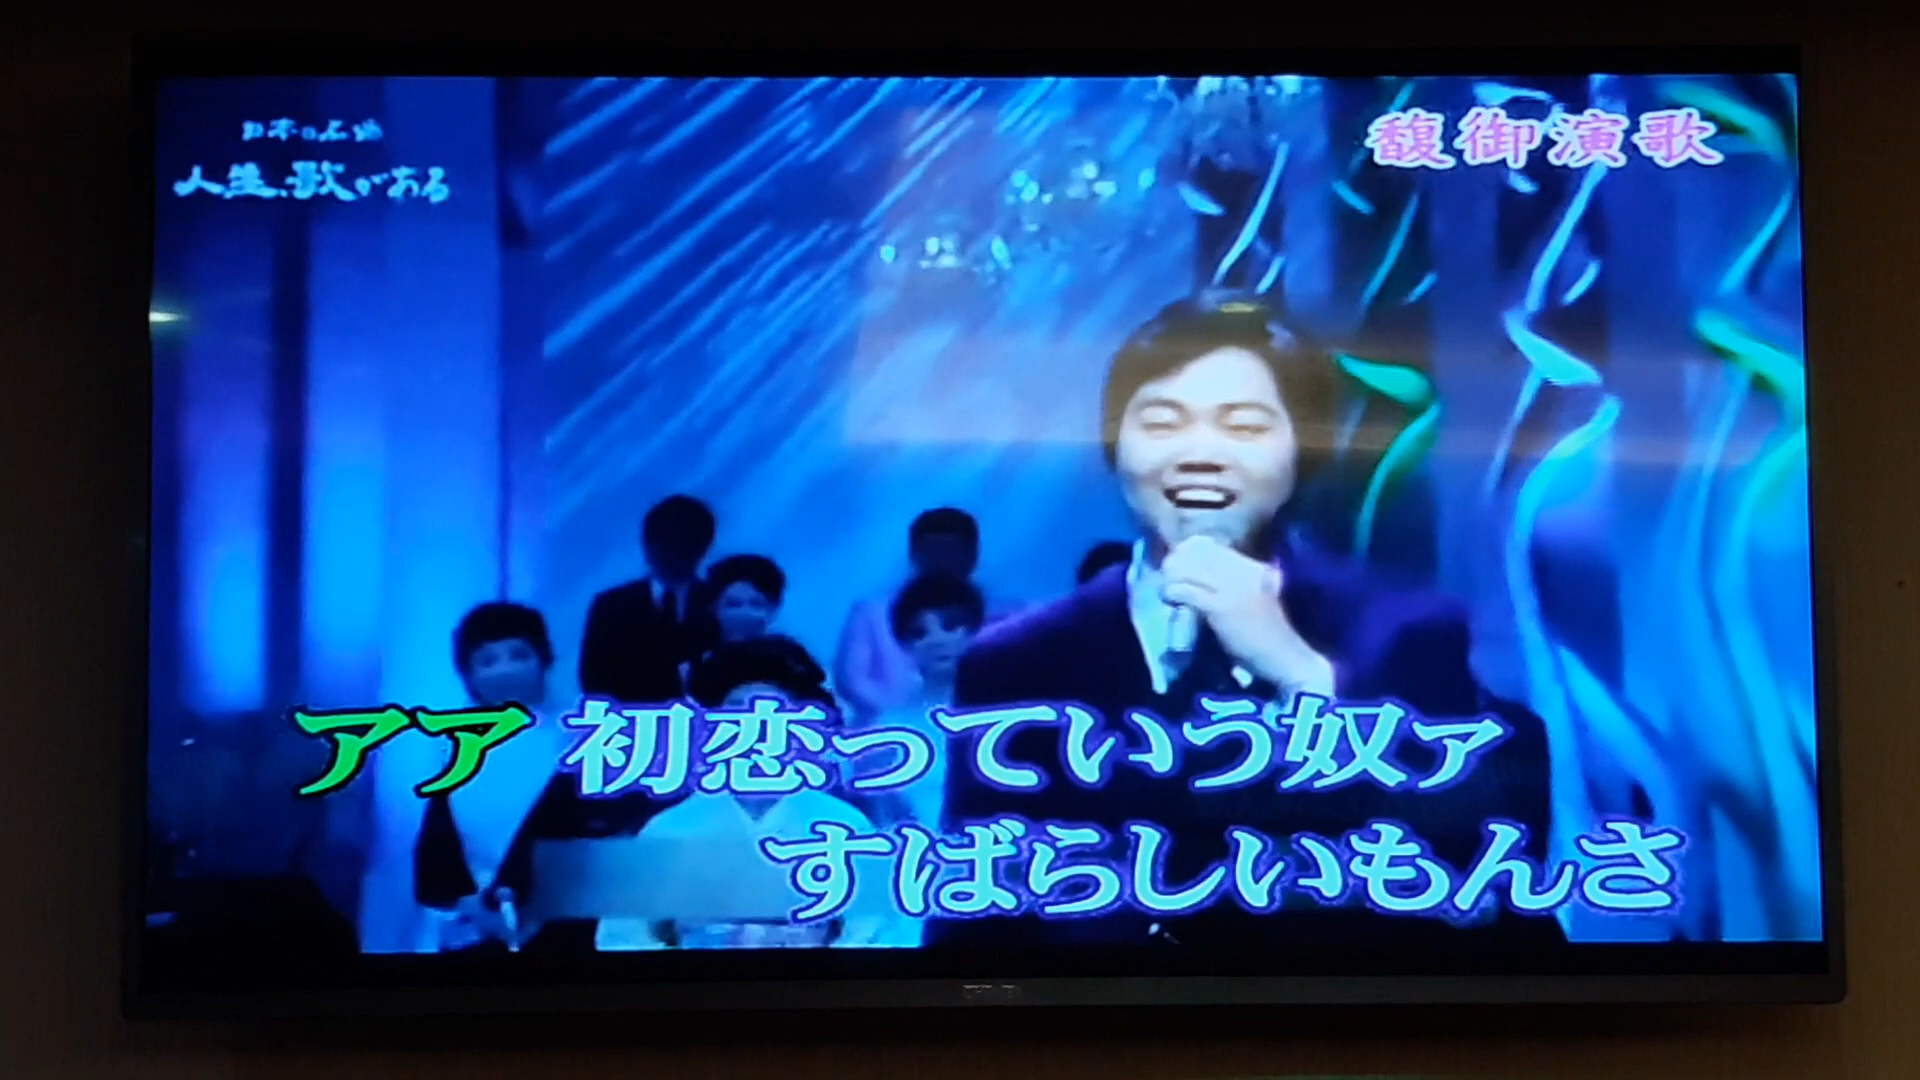 日本の名曲
人生、歌がある
馥御演歌
アア 初恋っていう奴ァ
すばらしいもんさ